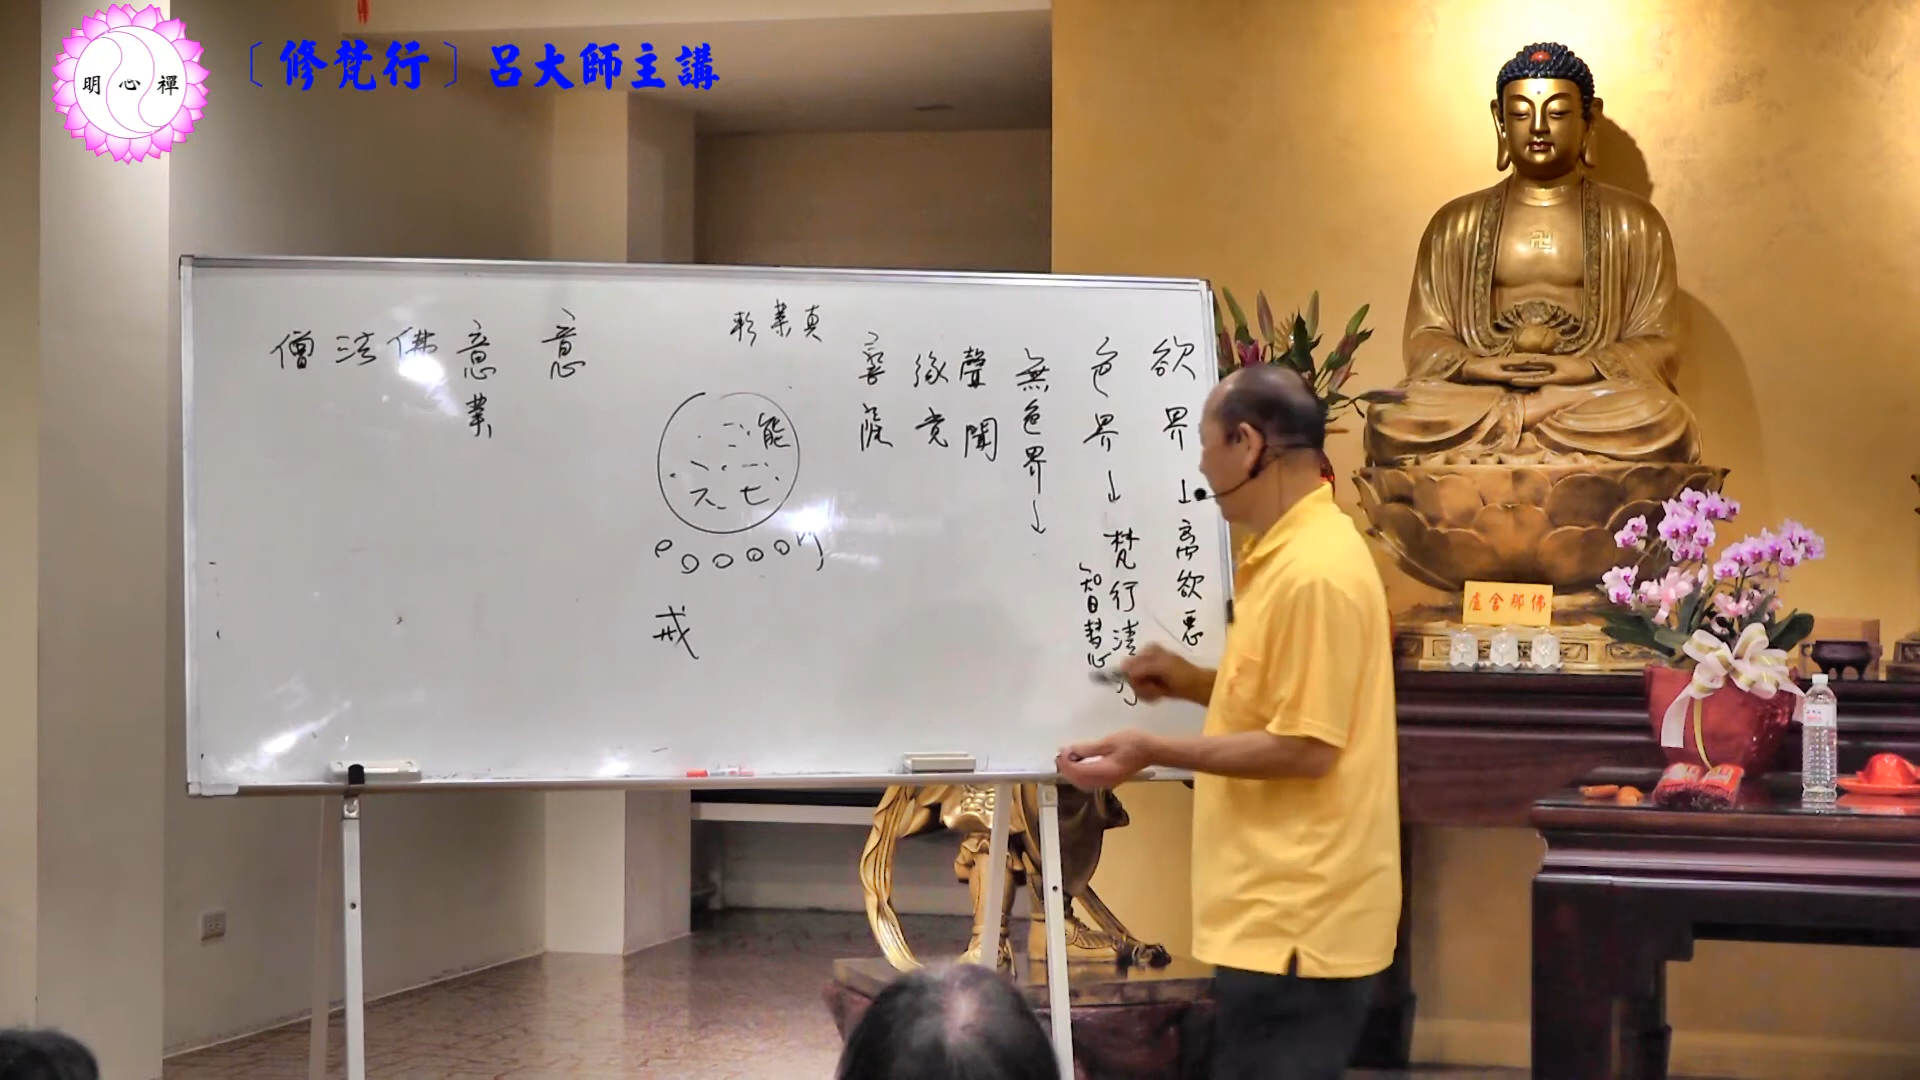 明心禪
〔修梵行〕呂大師主講
欲界↓離欲惡
色界↓梵行清
智慧
無色界↓
聲聞
緣覺
菩薩
真
業
能
六 七
戒
意
意業
佛
法
僧
盧舍那佛
卍